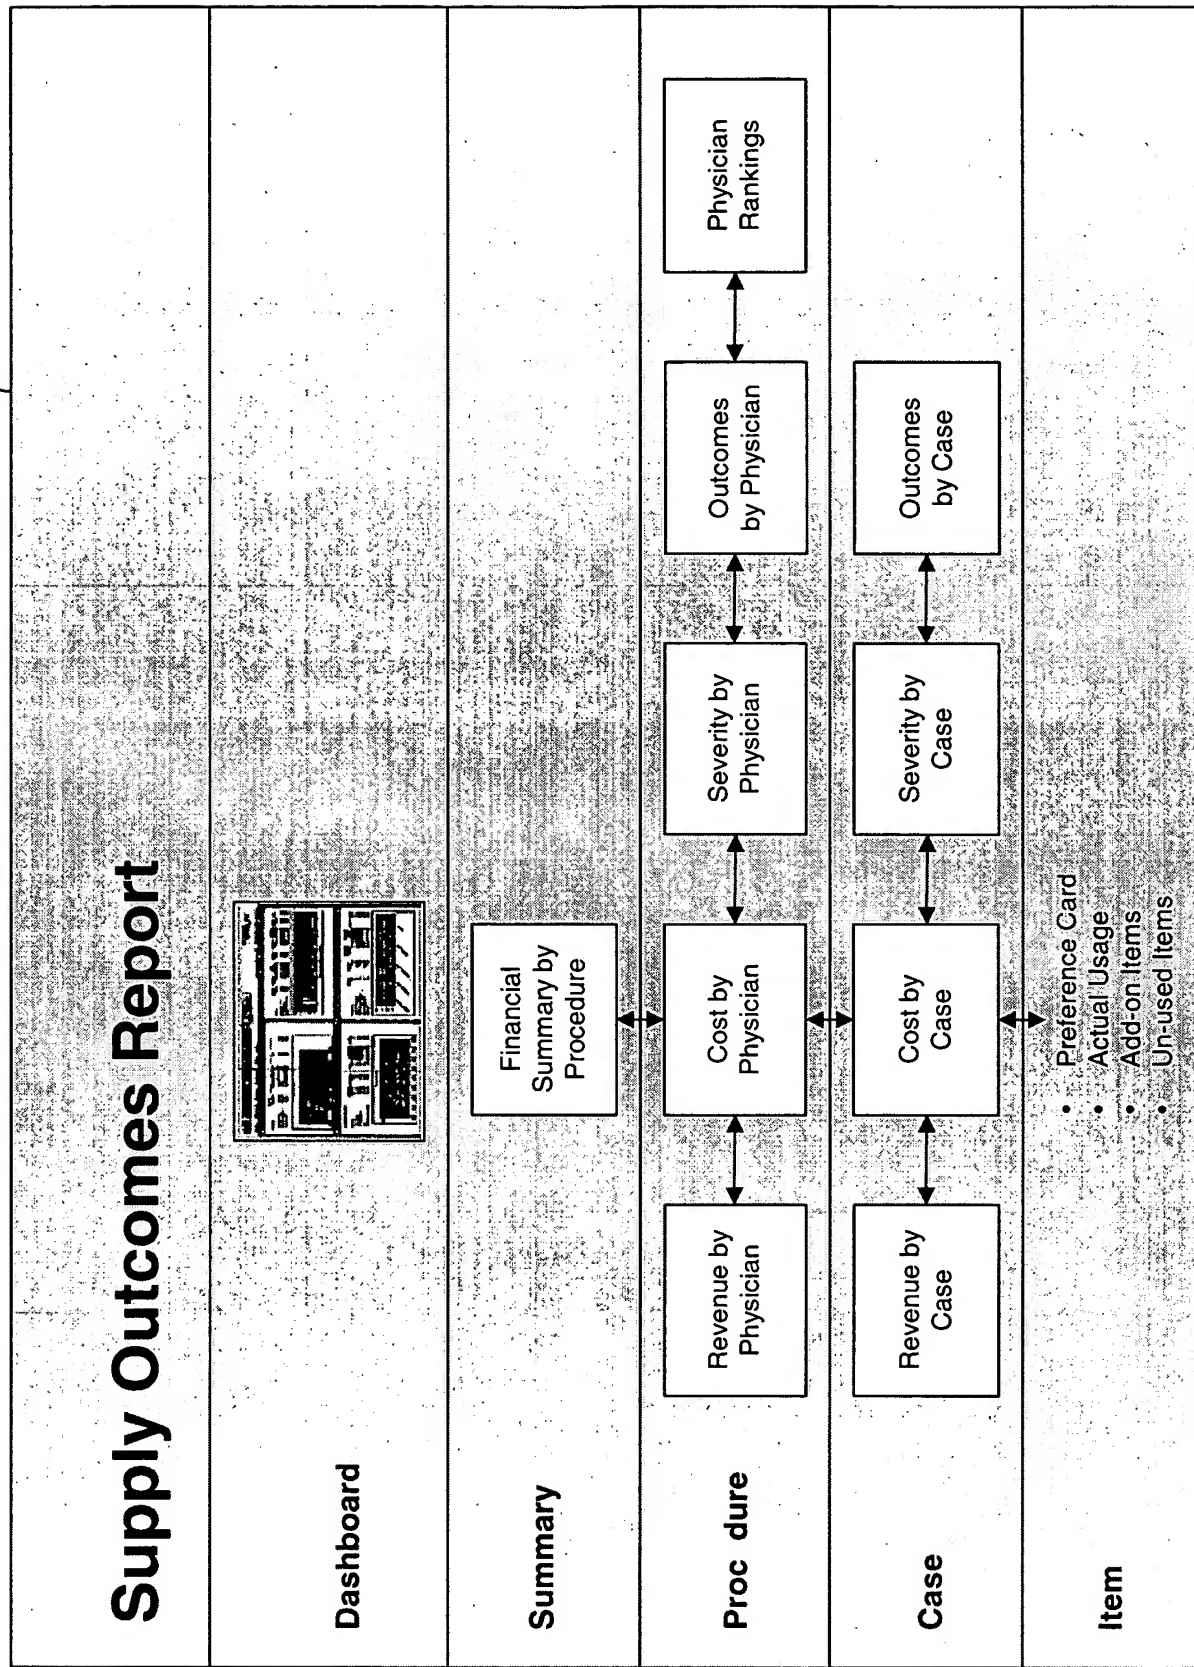 Supply Outcomes Report
Dashboard
Summary
Financial
Summary by
Procedure
Proc dure
Revenue by
Physician
Cost by
Physician
Severity by
Physician
Outcomes
by Physician
Physician
Rankings
Case
Revenue by
Case
Cost by
Case
Severity by
Case
Outcomes
by Case
Item
• Preference Card
• Actual Usage
• Add-on Items
• Un-used Items